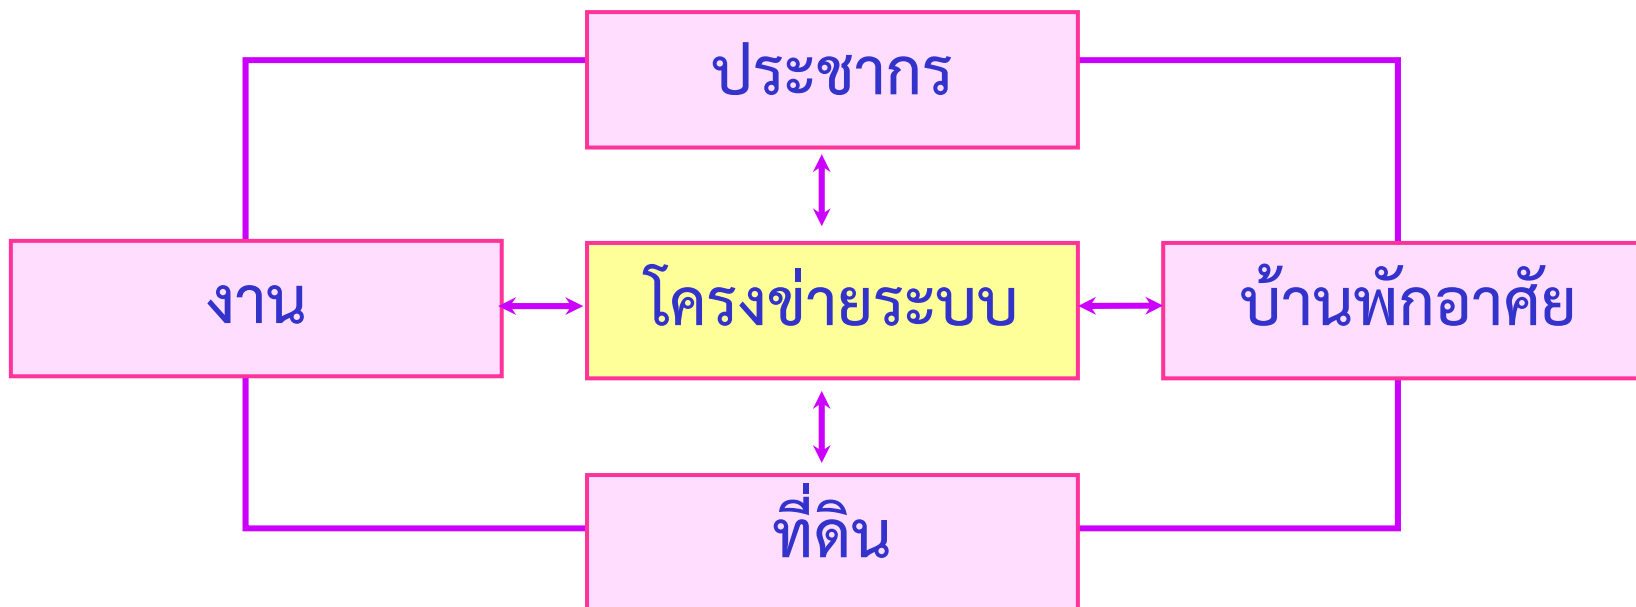 ประชากร
งาน
โครงข่ายระบบ
บ้านพักอาศัย
ที่ดิน